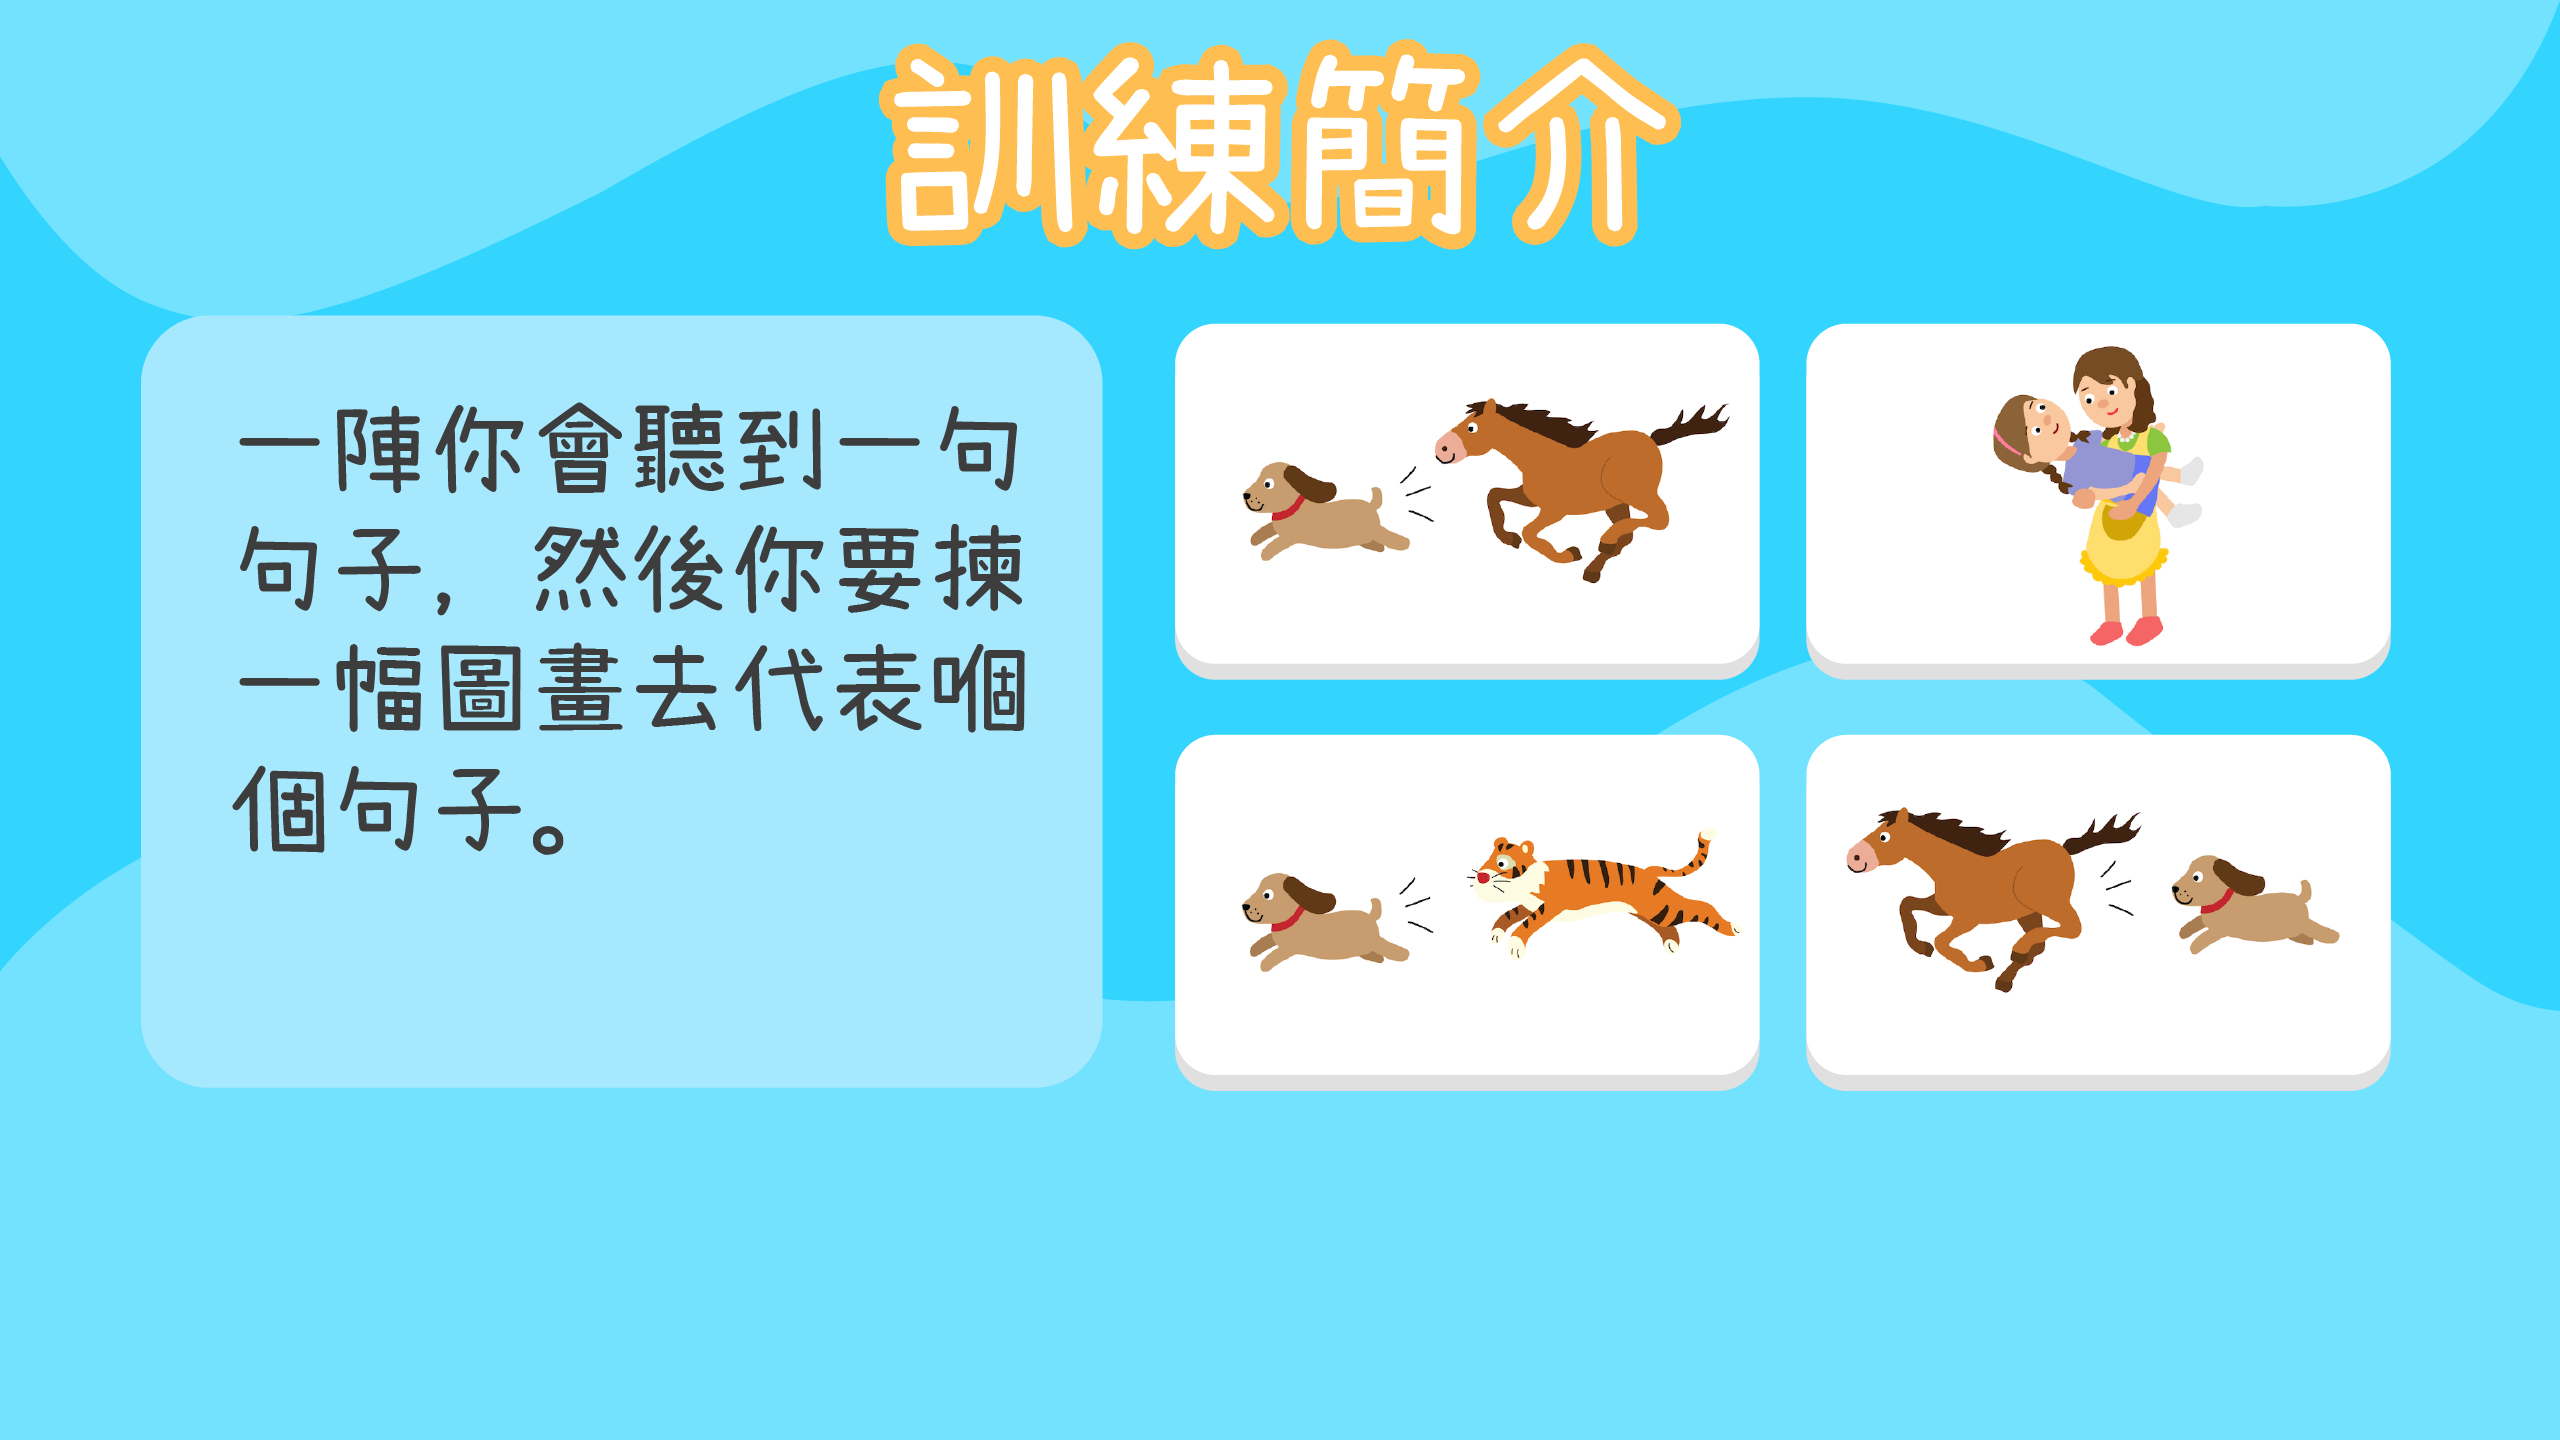 訓練簡介
一陣你會聽到一句
句子，然後你要揀
一幅圖畫去代表嗰
個句子。